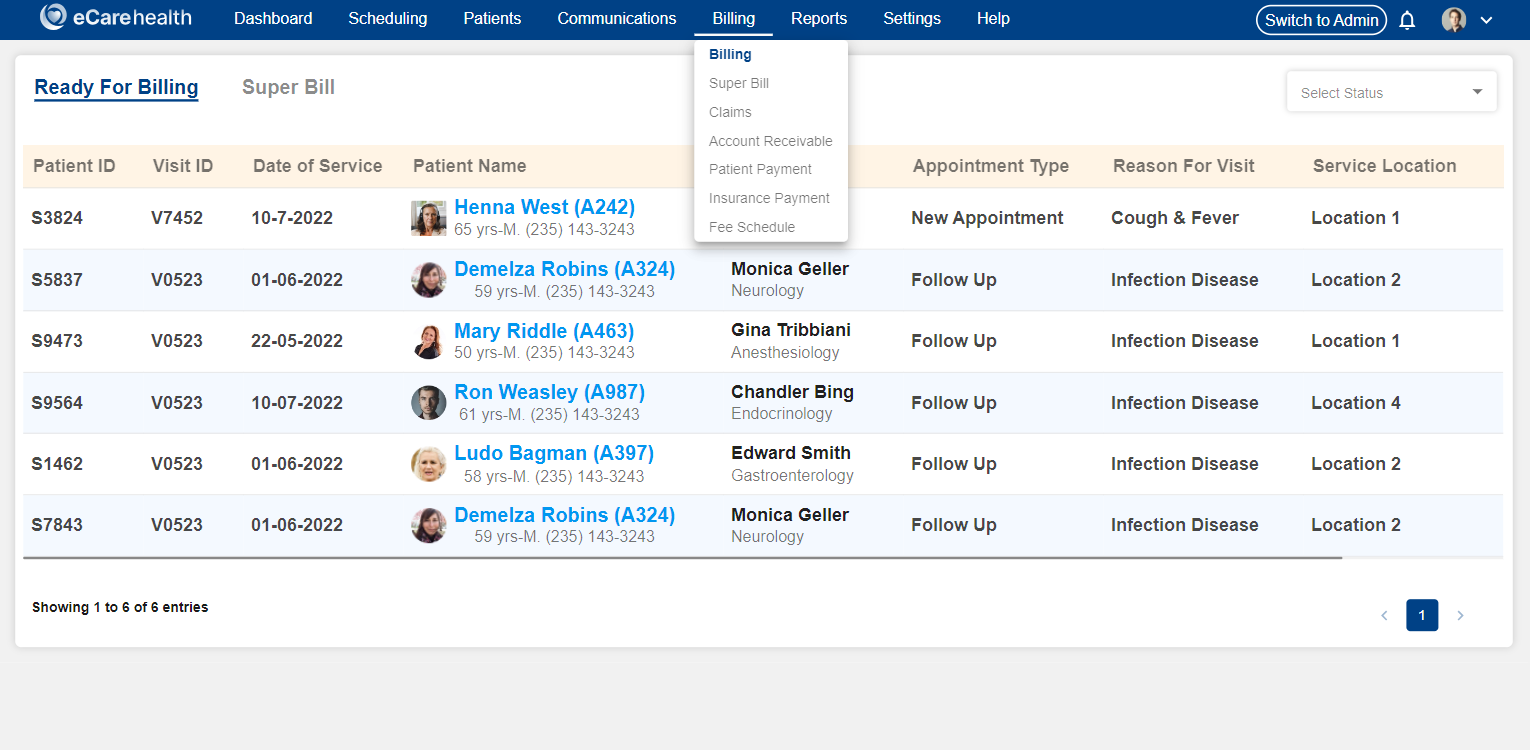 eCarehealth Dashboard Scheduling Patients Communications Billing Reports Settings Help Switch to Admin
Billing
Super Bill
Claims
Account Receivable
Patient Payment
Insurance Payment
Fee Schedule
Ready For Billing Super Bill
Select Status
Patient ID Visit ID Date of Service Patient Name Appointment Type Reason For Visit Service Location
S3824 V7452 10-7-2022 Henna West (A242) New Appointment Cough & Fever Location 1
65 yrs-M. (235) 143-3243
S5837 V0523 01-06-2022 Demelza Robins (A324) Monica Geller Follow Up Infection Disease Location 2
59 yrs-M. (235) 143-3243 Neurology
S9473 V0523 22-05-2022 Mary Riddle (A463) Gina Tribbiani Follow Up Infection Disease Location 1
50 yrs-M. (235) 143-3243 Anesthesiology
S9564 V0523 10-07-2022 Ron Weasley (A987) Chandler Bing Follow Up Infection Disease Location 4
61 yrs-M. (235) 143-3243 Endocrinology
S1462 V0523 01-06-2022 Ludo Bagman (A397) Edward Smith Follow Up Infection Disease Location 2
58 yrs-M. (235) 143-3243 Gastroenterology
S7843 V0523 01-06-2022 Demelza Robins (A324) Monica Geller Follow Up Infection Disease Location 2
59 yrs-M. (235) 143-3243 Neurology
Showing 1 to 6 of 6 entries
1